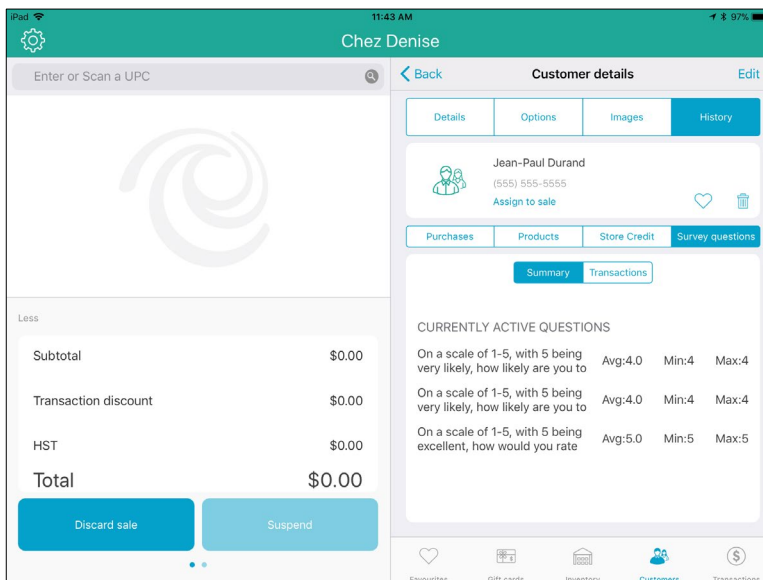 iPad 11:43 AM 97%
Chez Denise
Enter or Scan a UPC
Less
Subtotal $0.00
Transaction discount $0.00
HST $0.00
Total $0.00
Discard sale Suspend
Back Customer details Edit
Details Options Images History
Jean-Paul Durand
(555) 555-5555
Assign to sale
Purchases Products Store Credit Survey questions
Summary Transactions
CURRENTLY ACTIVE QUESTIONS
On a scale of 1-5, with 5 being
very likely, how likely are you to Avg:4.0 Min:4 Max:4
On a scale of 1-5, with 5 being
very likely, how likely are you to Avg:4.0 Min:4 Max:4
On a scale of 1-5, with 5 being
excellent, how would you rate Avg:5.0 Min:5 Max:5
Favourites Gift cards Inventory Customers Transactions